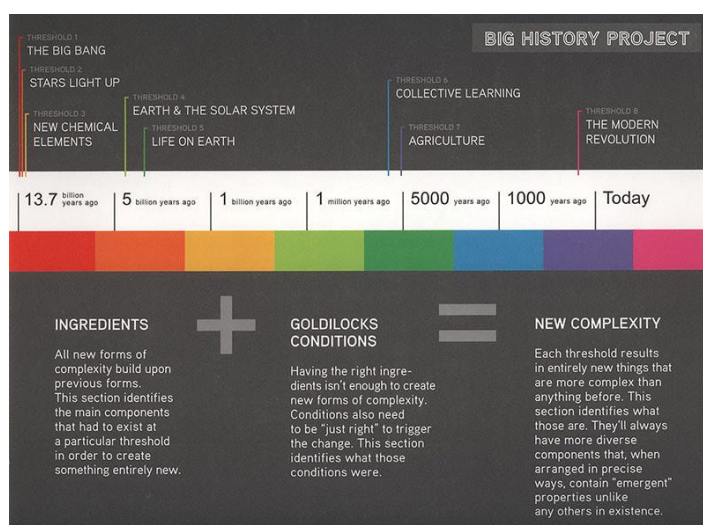 BIG HISTORY PROJECT
THRESHOLD 1
THE BIG BANG
THRESHOLD 2
STARS LIGHT UP
THRESHOLD 3
NEW CHEMICAL
ELEMENTS
THRESHOLD 4
EARTH & THE SOLAR SYSTEM
THRESHOLD 5
LIFE ON EARTH
THRESHOLD 6
COLLECTIVE LEARNING
THRESHOLD 7
AGRICULTURE
THRESHOLD 8
THE MODERN
REVOLUTION
13.7 billion years ago
5 billion years ago
1 billion years ago
1 million years ago
5000 years ago
1000 years ago
Today
INGREDIENTS
All new forms of
complexity build upon
previous forms.
This section identifies
the main components
that had to exist at
a particular threshold
in order to create
something entirely new.
+
GOLDILOCKS
CONDITIONS
Having the right ingre-
dients isn't enough to create
new forms of complexity.
Conditions also need
to be "just right" to trigger
the change. This section
identifies what those
conditions were.
=
NEW COMPLEXITY
Each threshold results
in entirely new things that
are more complex than
anything before. This
section identifies what
those are. They'll always
have more diverse
components that, when
arranged in precise
ways, contain "emergent"
properties unlike
any others in existence.